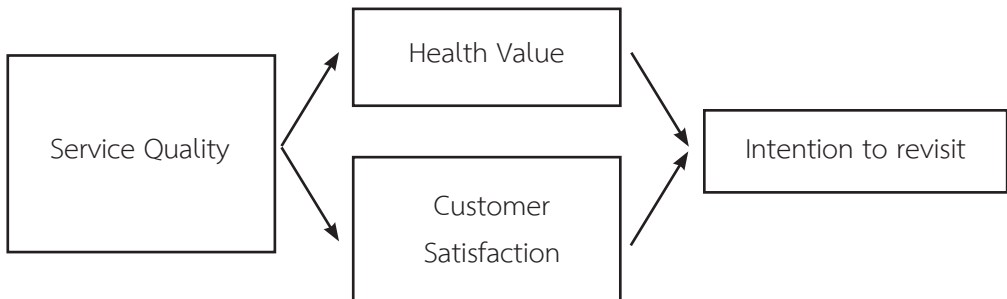 Health Value
Service Quality
Intention to revisit
Customer
Satisfaction